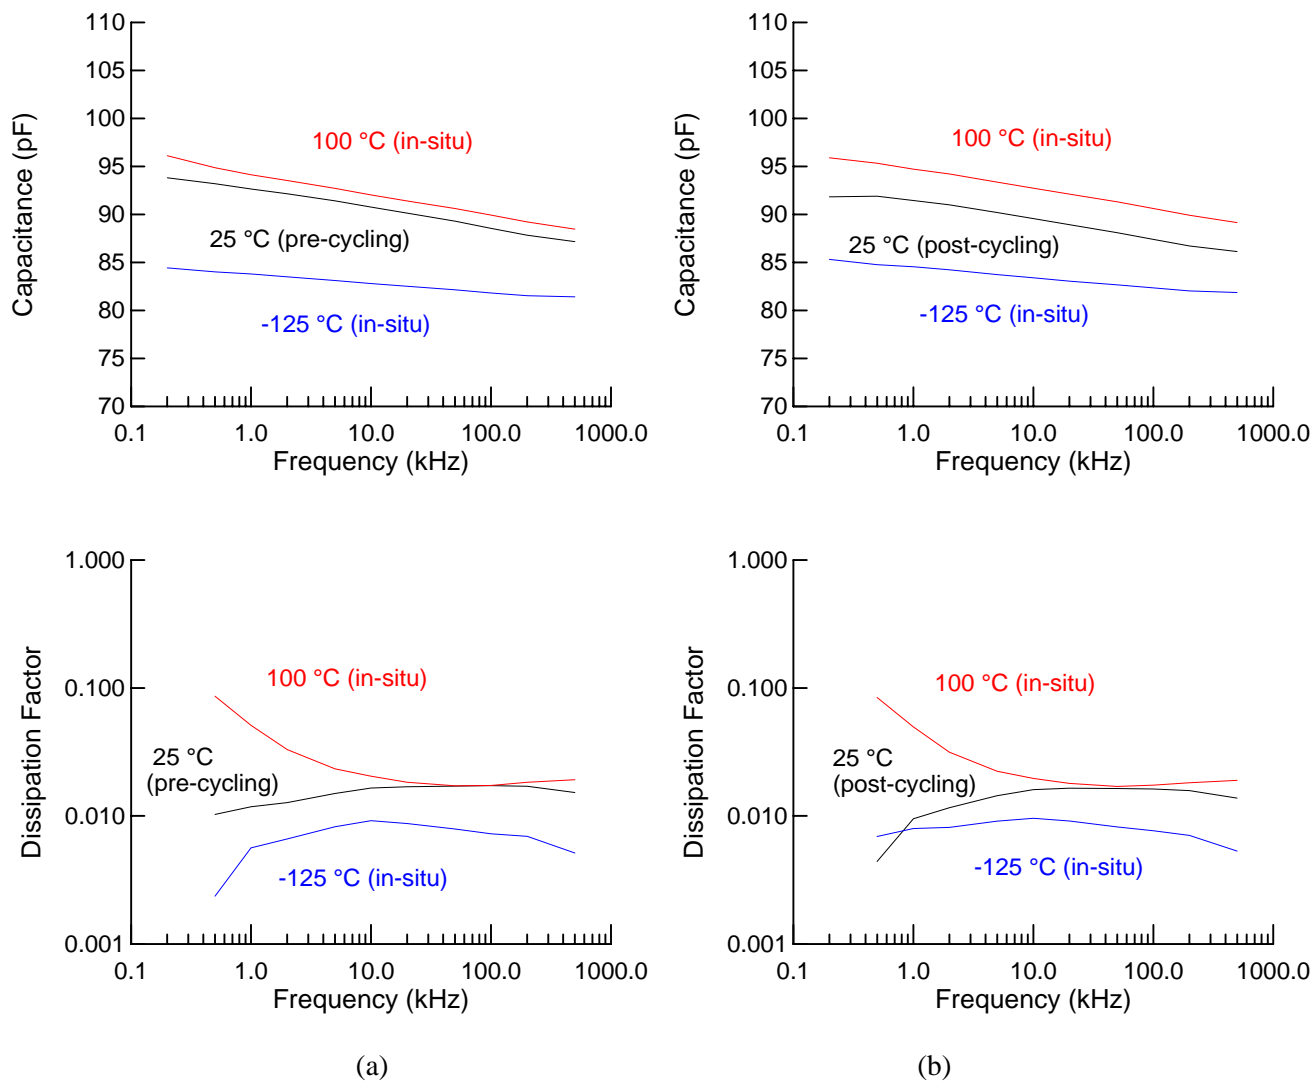 110
105
100
95
90
85
80
75
70
Capacitance (pF)
100 °C (in-situ)
25 °C (pre-cycling)
-125 °C (in-situ)
0.1 1.0 10.0 100.0 1000.0
Frequency (kHz)
110
105
100
95
90
85
80
75
70
Capacitance (pF)
100 °C (in-situ)
25 °C (post-cycling)
-125 °C (in-situ)
0.1 1.0 10.0 100.0 1000.0
Frequency (kHz)
1.000
0.100
0.010
0.001
Dissipation Factor
100 °C (in-situ)
25 °C
(pre-cycling)
-125 °C (in-situ)
0.1 1.0 10.0 100.0 1000.0
Frequency (kHz)
1.000
0.100
0.010
0.001
Dissipation Factor
100 °C (in-situ)
25 °C
(post-cycling)
-125 °C (in-situ)
0.1 1.0 10.0 100.0 1000.0
Frequency (kHz)
(a)
(b)